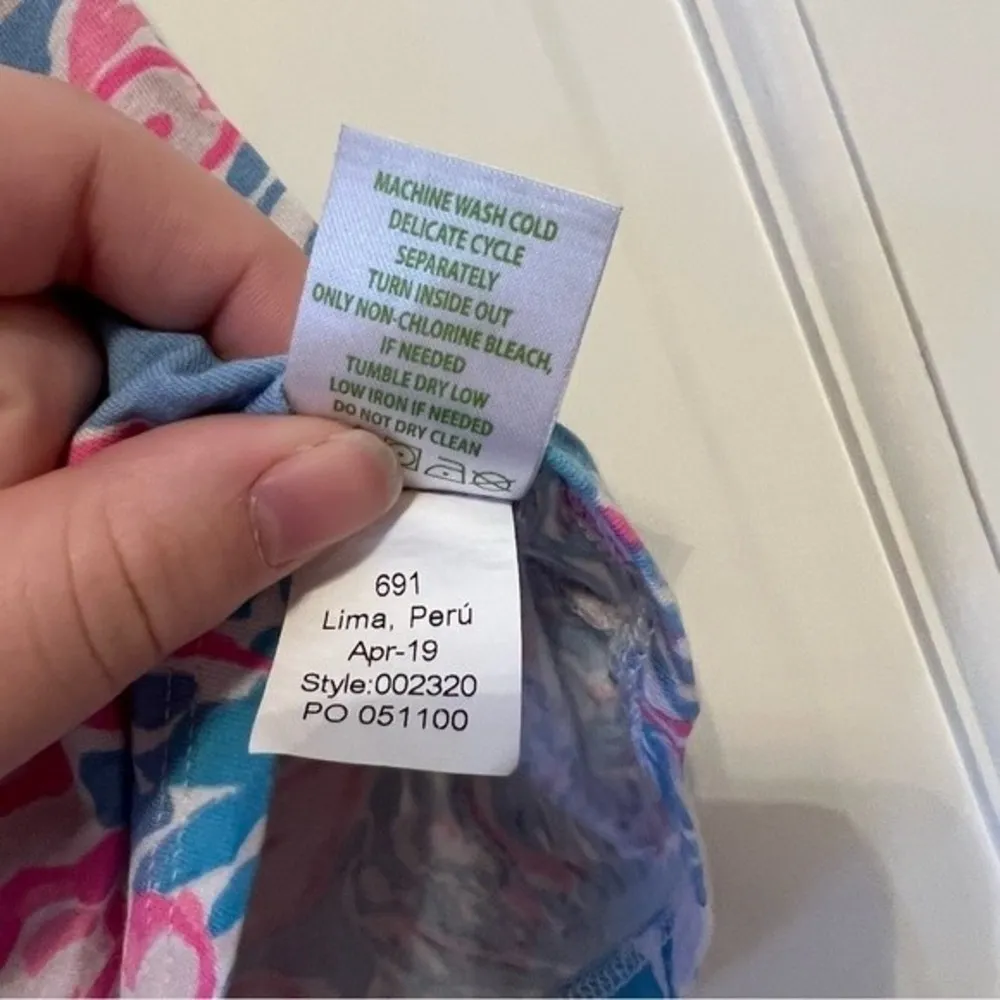 MACHINE WASH COLD
DELICATE CYCLE
SEPARATELY
TURN INSIDE OUT
ONLY NON-CHLORINE BLEACH,
IF NEEDED
TUMBLE DRY LOW
LOW IRON IF NEEDED
DO NOT DRY CLEAN
691
Lima, Perú
Apr-19
Style:002320
PO 051100